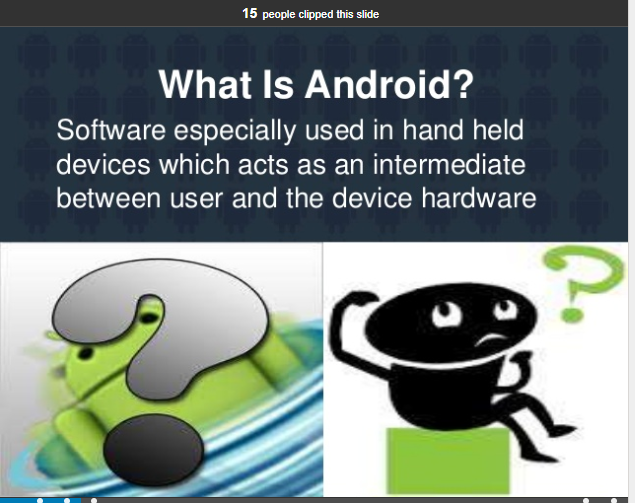 15 people clipped this slide
What Is Android?
Software especially used in hand held
devices which acts as an intermediate
between user and the device hardware